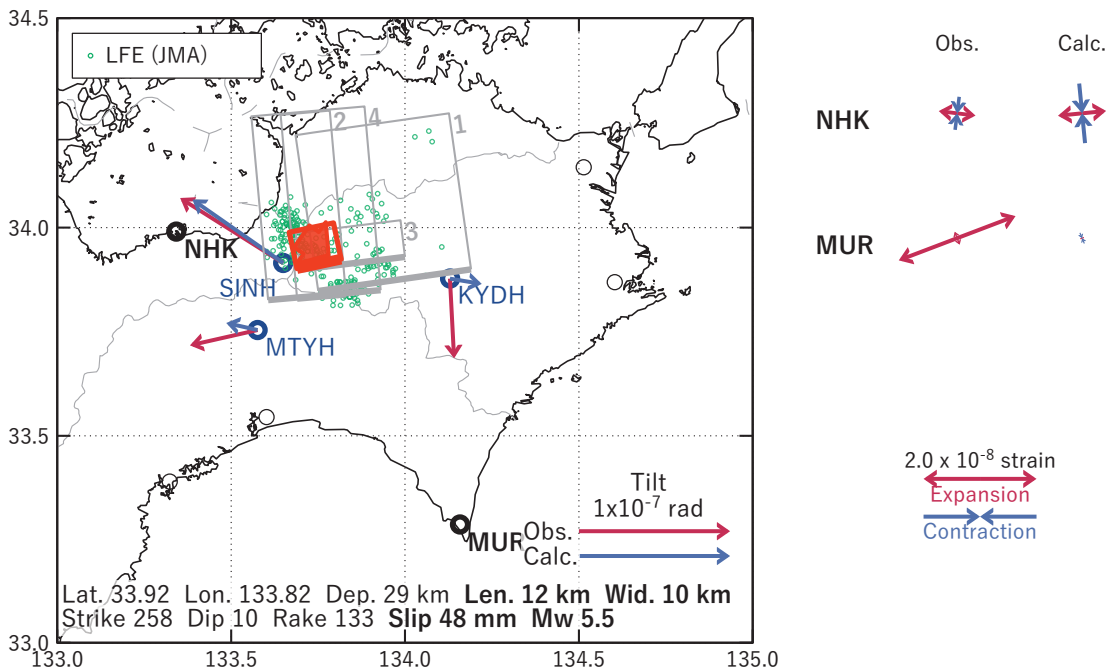 34.5
LFE (JMA)
2
4
1
3
34.0
NHK
SINH
KYDH
MTYH
33.5
MUR
Tilt
1x10⁻⁷ rad
Obs.
Calc.
Lat. 33.92 Lon. 133.82 Dep. 29 km Len. 12 km Wid. 10 km
Strike 258 Dip 10 Rake 133 Slip 48 mm Mw 5.5
33.0
133.0 133.5 134.0 134.5 135.0
Obs. Calc.
NHK
MUR
2.0 x 10⁻⁸ strain
Expansion
Contraction